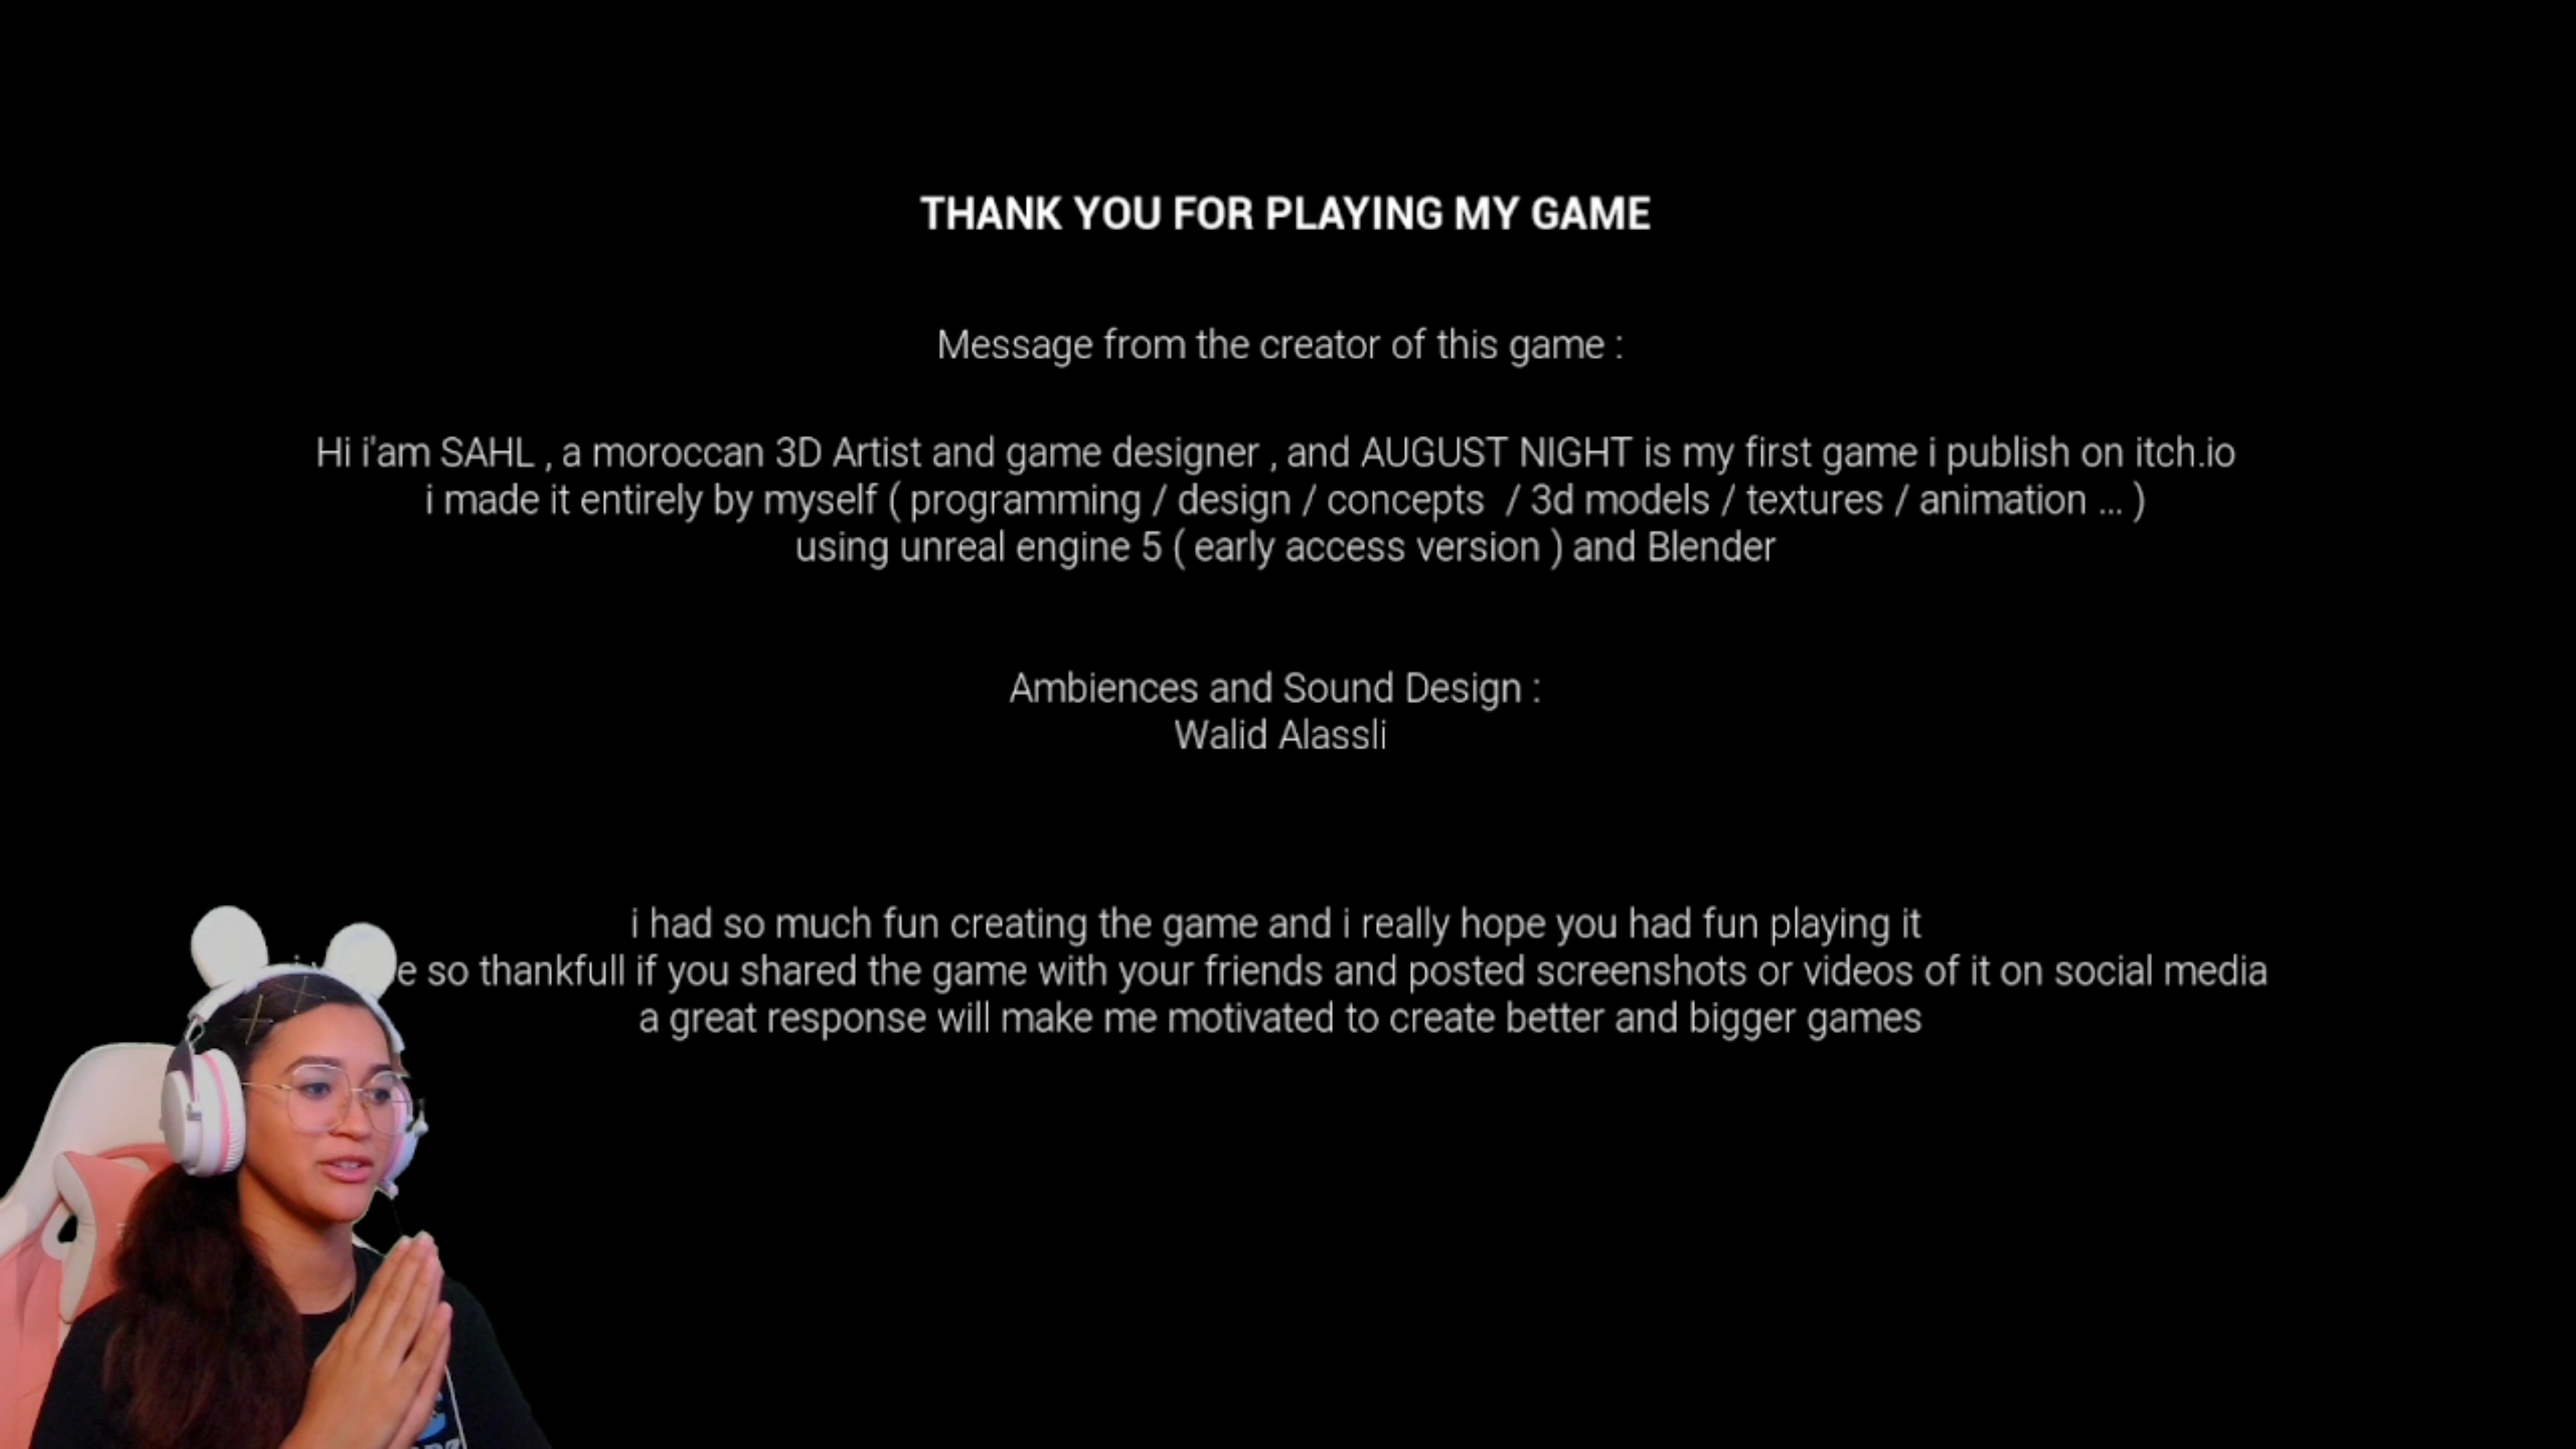 THANK YOU FOR PLAYING MY GAME
Message from the creator of this game :
Hi i'am SAHL , a moroccan 3D Artist and game designer , and AUGUST NIGHT is my first game i publish on itch.io
i made it entirely by myself ( programming / design / concepts / 3d models / textures / animation ... )
using unreal engine 5 ( early access version ) and Blender
Ambiences and Sound Design :
Walid Alassli
i had so much fun creating the game and i really hope you had fun playing it
so thankfull if you shared the game with your friends and posted screenshots or videos of it on social media
a great response will make me motivated to create better and bigger games